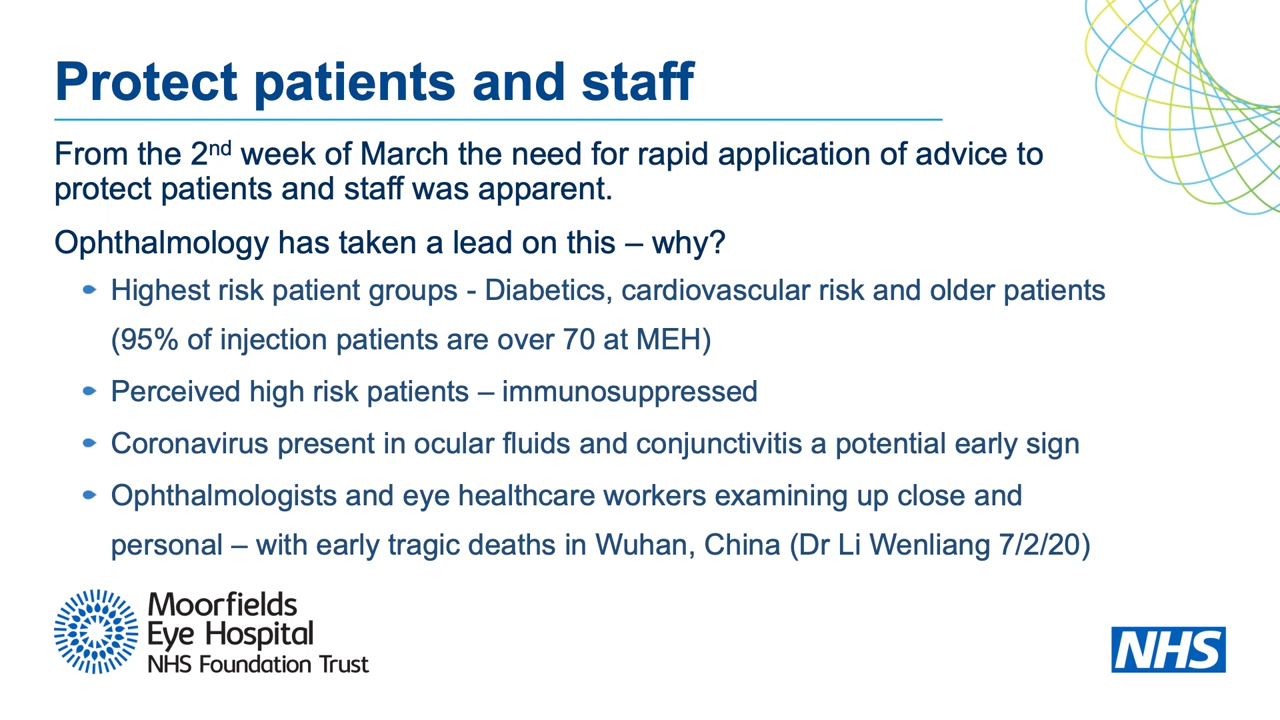 Protect patients and staff
From the 2nd week of March the need for rapid application of advice to
protect patients and staff was apparent.
Ophthalmology has taken a lead on this – why?
Highest risk patient groups - Diabetics, cardiovascular risk and older patients
(95% of injection patients are over 70 at MEH)
Perceived high risk patients – immunosuppressed
Coronavirus present in ocular fluids and conjunctivitis a potential early sign
Ophthalmologists and eye healthcare workers examining up close and
personal – with early tragic deaths in Wuhan, China (Dr Li Wenliang 7/2/20)
Moorfields
Eye Hospital
NHS Foundation Trust
NHS